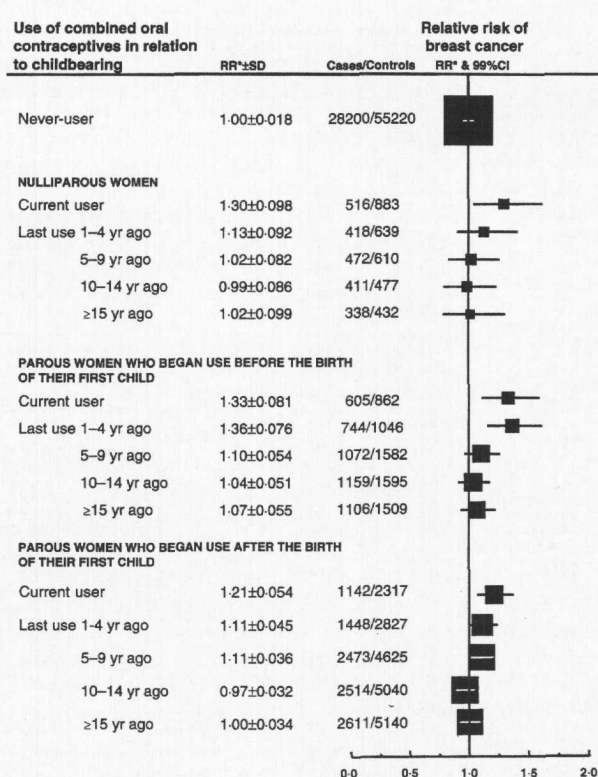 Use of combined oral
contraceptives in relation
to childbearing
RR*±SD
Cases/Controls
Relative risk of
breast cancer
RR* & 99%CI
Never-user 1·00±0·018 28200/55220
NULLIPAROUS WOMEN
Current user 1·30±0·098 516/883
Last use 1–4 yr ago 1·13±0·092 418/639
5–9 yr ago 1·02±0·082 472/610
10–14 yr ago 0·99±0·086 411/477
≥15 yr ago 1·02±0·099 338/432
PAROUS WOMEN WHO BEGAN USE BEFORE THE BIRTH
OF THEIR FIRST CHILD
Current user 1·33±0·081 605/862
Last use 1–4 yr ago 1·36±0·076 744/1046
5–9 yr ago 1·10±0·054 1072/1582
10–14 yr ago 1·04±0·051 1159/1595
≥15 yr ago 1·07±0·055 1106/1509
PAROUS WOMEN WHO BEGAN USE AFTER THE BIRTH
OF THEIR FIRST CHILD
Current user 1·21±0·054 1142/2317
Last use 1-4 yr ago 1·11±0·045 1448/2827
5–9 yr ago 1·11±0·036 2473/4625
10–14 yr ago 0·97±0·032 2514/5040
≥15 yr ago 1·00±0·034 2611/5140
0·0 0·5 1·0 1·5 2·0